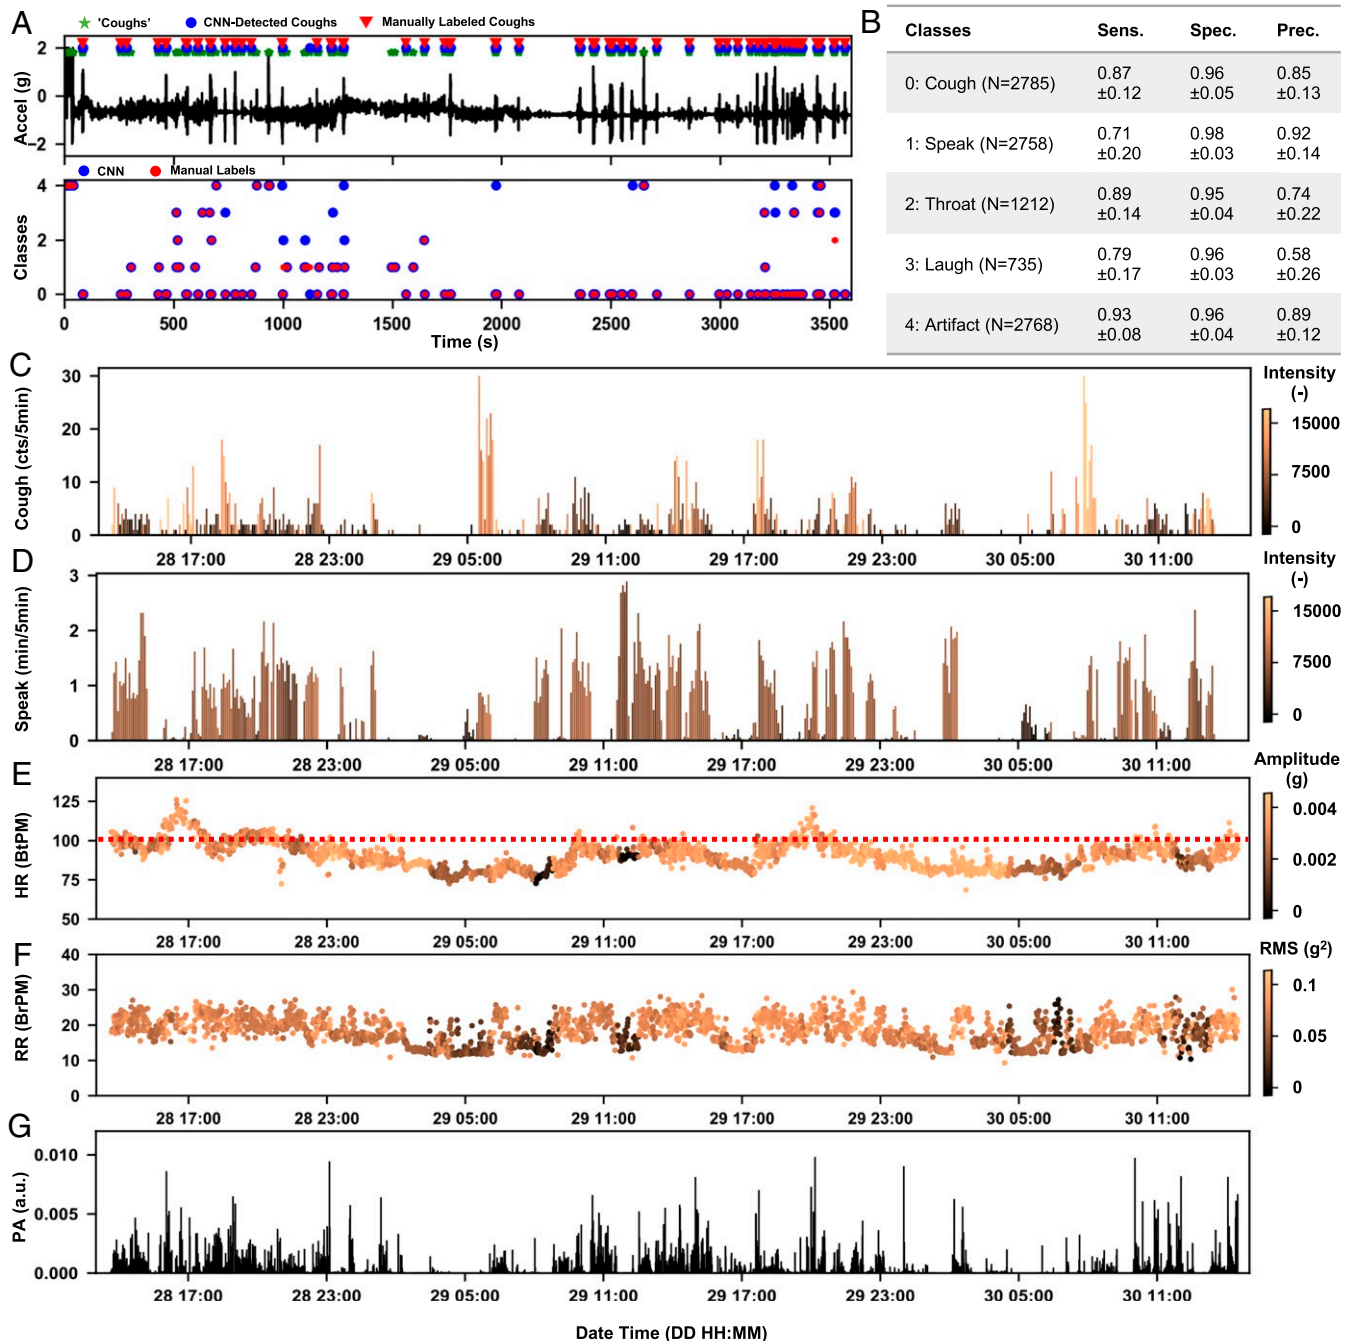 A
'Coughs' CNN-Detected Coughs Manually Labeled Coughs
Accel (g)
2
0
−2
CNN Manual Labels
Classes
4
2
0
0 500 1000 1500 2000 2500 3000 3500
Time (s)
B
Classes Sens. Spec. Prec.
0: Cough (N=2785) 0.87 ±0.12 0.96 ±0.05 0.85 ±0.13
1: Speak (N=2758) 0.71 ±0.20 0.98 ±0.03 0.92 ±0.14
2: Throat (N=1212) 0.89 ±0.14 0.95 ±0.04 0.74 ±0.22
3: Laugh (N=735) 0.79 ±0.17 0.96 ±0.03 0.58 ±0.26
4: Artifact (N=2768) 0.93 ±0.08 0.96 ±0.04 0.89 ±0.12
C
Cough (cts/5min)
30
20
10
0
28 17:00 28 23:00 29 05:00 29 11:00 29 17:00 29 23:00 30 05:00 30 11:00
Intensity
(-)
15000
7500
0
D
Speak (min/5min)
3
2
1
0
28 17:00 28 23:00 29 05:00 29 11:00 29 17:00 29 23:00 30 05:00 30 11:00
Intensity
(-)
15000
7500
0
E
HR (BtPM)
125
100
75
50
28 17:00 28 23:00 29 05:00 29 11:00 29 17:00 29 23:00 30 05:00 30 11:00
Amplitude
(g)
0.004
0.002
0
F
RR (BrPM)
40
30
20
10
0
28 17:00 28 23:00 29 05:00 29 11:00 29 17:00 29 23:00 30 05:00 30 11:00
RMS (g²)
0.1
0.05
0
G
PA (a.u.)
0.010
0.005
0.000
28 17:00 28 23:00 29 05:00 29 11:00 29 17:00 29 23:00 30 05:00 30 11:00
Date Time (DD HH:MM)